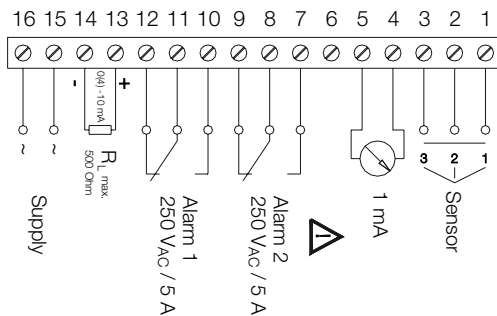 16 15 14 13 12 11 10 9 8 7 6 5 4 3 2 1
- +
0(4) -10 mA
~ ~
RL max.
500 Ohm
3 2 1
Supply
Alarm 1
250 VAC / 5 A
Alarm 2
250 VAC / 5 A
!
1 mA
Sensor